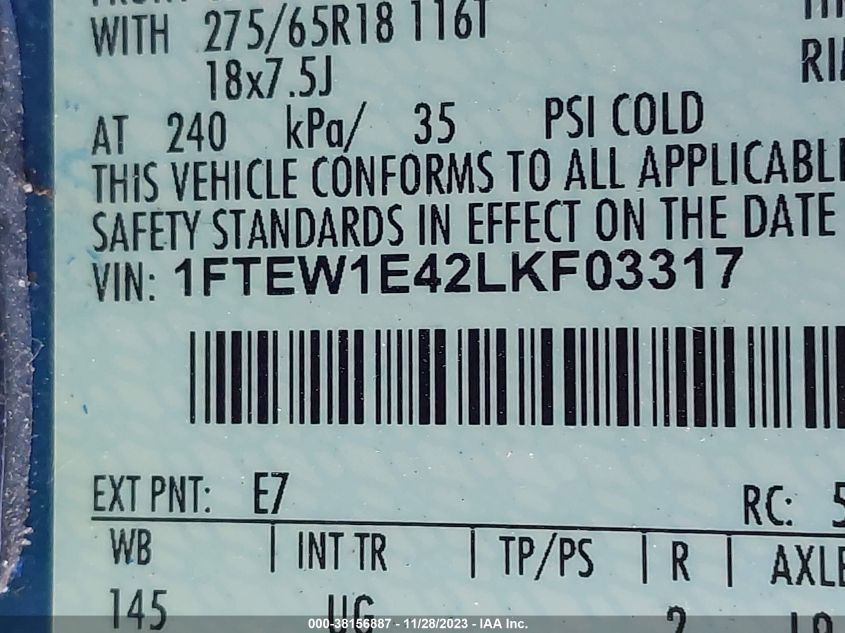 WITH 275/65R18 116T
18x7.5J
AT 240 kPa/ 35 PSI COLD
THIS VEHICLE CONFORMS TO ALL
SAFETY STANDARDS IN EFFECT ON THE DATE
VIN: 1FTEW1E42LKF03317
EXT PNT: E7 RC: 5
WB INT TR TP/PS R AXLE
145 UG 2
000-38156887 - 11/28/2023 - IAA Inc.